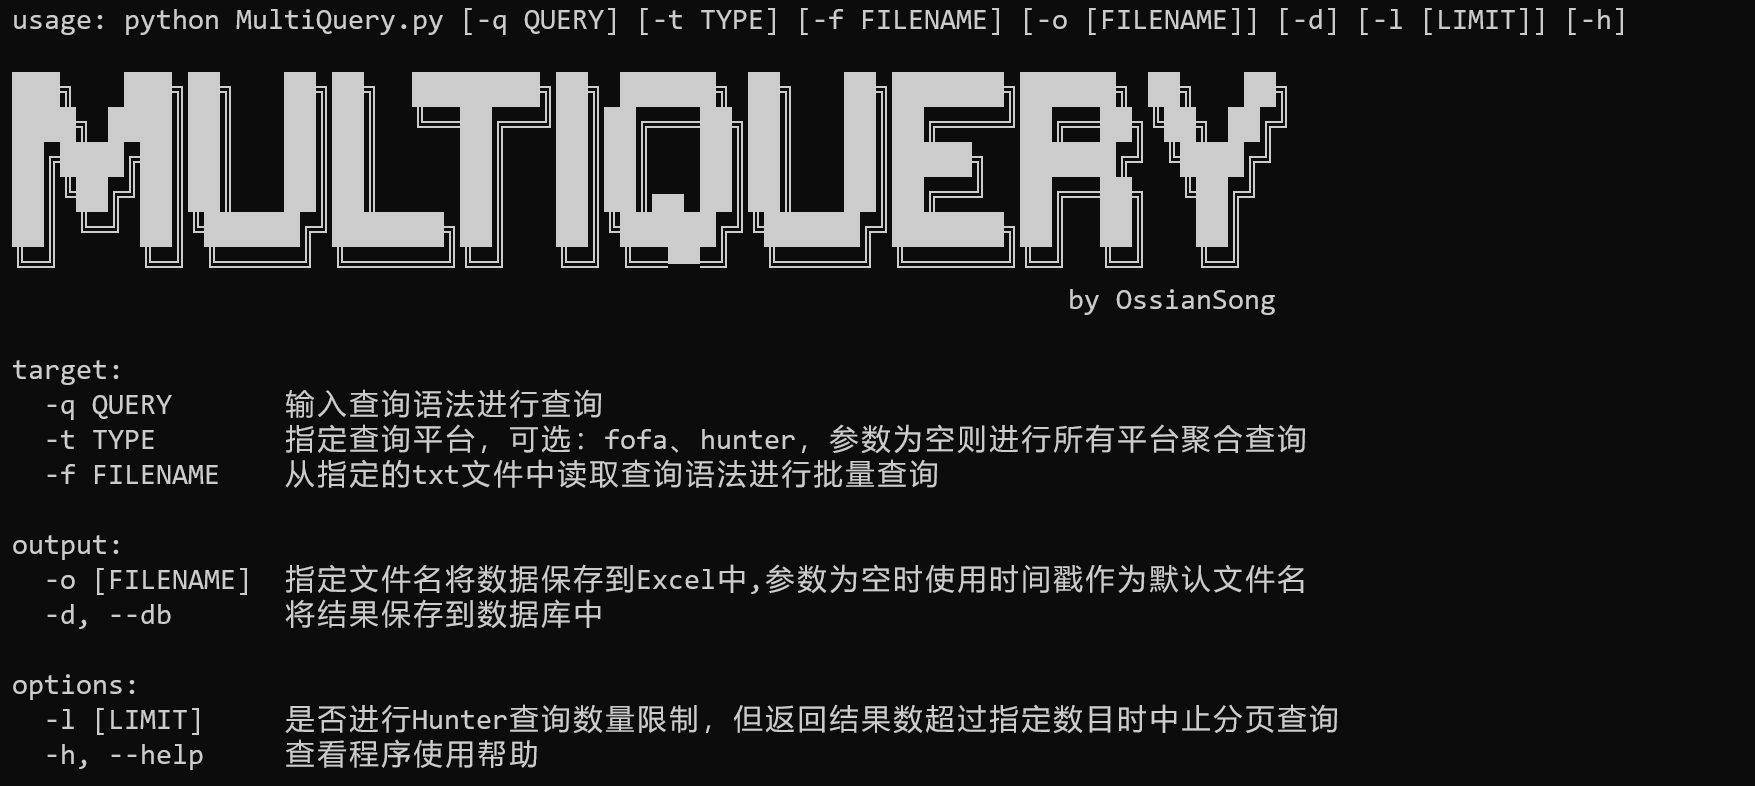 usage: python MultiQuery.py [-q QUERY] [-t TYPE] [-f FILENAME] [-o [FILENAME]] [-d] [-l [LIMIT]] [-h]
MULTIQUERY
by OssianSong
target:
-q QUERY 输入查询语法进行查询
-t TYPE 指定查询平台，可选：fofa、hunter，参数为空则进行所有平台聚合查询
-f FILENAME 从指定的txt文件中读取查询语法进行批量查询
output:
-o [FILENAME] 指定文件名将数据保存到Excel中,参数为空时使用时间戳作为默认文件名
-d, --db 将结果保存到数据库中
options:
-l [LIMIT] 是否进行Hunter查询数量限制，但返回结果数超过指定数目时中止分页查询
-h, --help 查看程序使用帮助